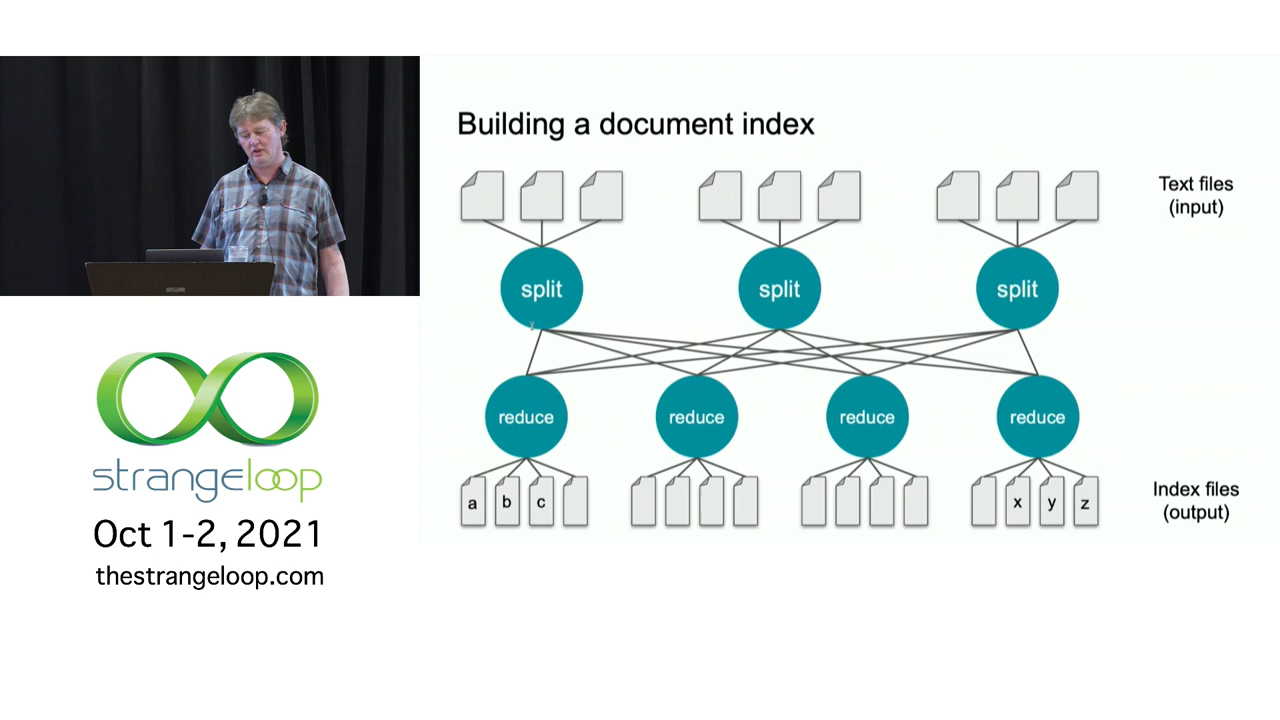 Building a document index
Text files
(input)
split
split
split
reduce
reduce
reduce
reduce
a
b
c
x
y
z
Index files
(output)
strangeloop
Oct 1-2, 2021
thestrangeloop.com